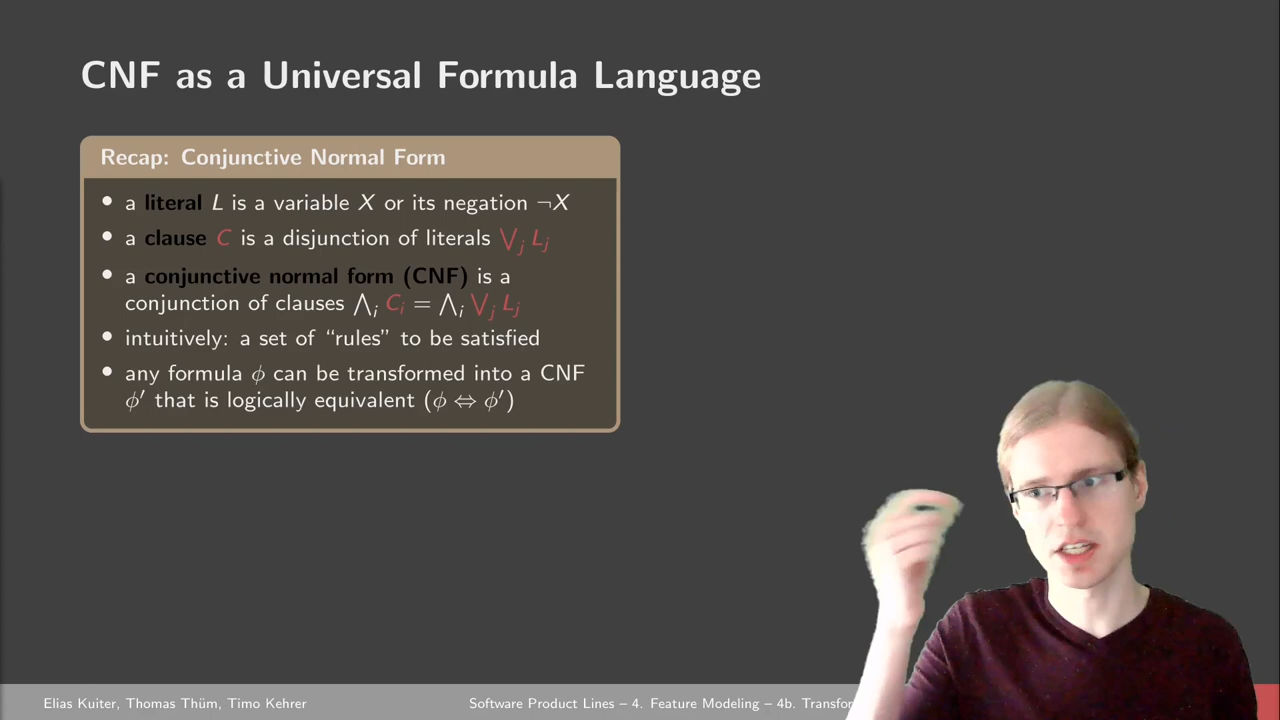 CNF as a Universal Formula Language
Recap: Conjunctive Normal Form
• a literal L is a variable X or its negation ¬X
• a clause C is a disjunction of literals ⋁ⱼ Lⱼ
• a conjunctive normal form (CNF) is a
conjunction of clauses ⋀ᵢ Cᵢ = ⋀ᵢ ⋁ⱼ Lⱼ
• intuitively: a set of “rules” to be satisfied
• any formula ϕ can be transformed into a CNF
ϕ′ that is logically equivalent (ϕ ⇔ ϕ′)
Elias Kuiter, Thomas Thüm, Timo Kehrer
Software Product Lines – 4. Feature Modeling – 4b. Transfor